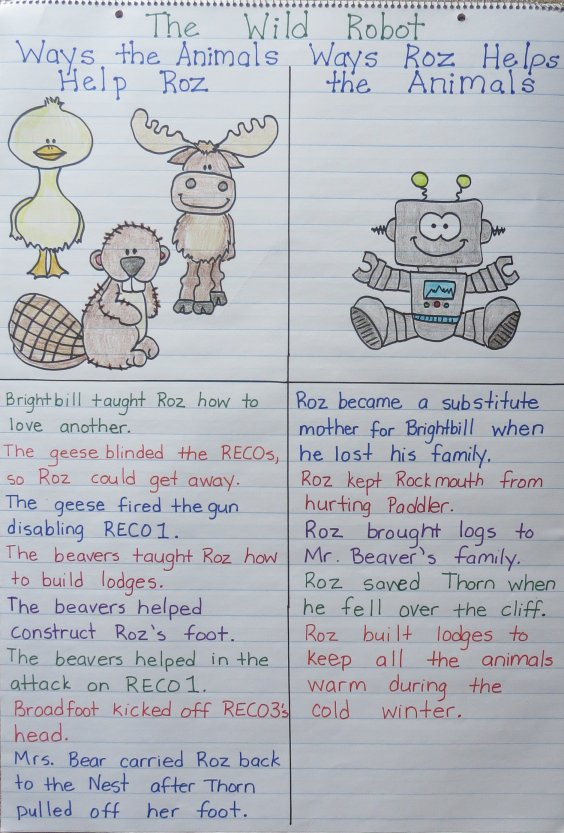 The Wild Robot
Ways the Animals
Help Roz
Ways Roz Helps
the Animals
Brightbill taught Roz how to
love another.
The geese blinded the RECOs,
so Roz could get away.
The geese fired the gun
disabling RECO 1.
The beavers taught Roz how
to build lodges.
The beavers helped
construct Roz's foot.
The beavers helped in the
attack on RECO 1.
Broadfoot kicked off RECO3's
head.
Mrs. Bear carried Roz back
to the Nest after Thorn
pulled off her foot.
Roz became a substitute
mother for Brightbill when
he lost his family.
Roz kept Rockmouth from
hurting Paddler.
Roz brought logs to
Mr. Beaver's family.
Roz saved Thorn when
he fell over the cliff.
Roz built lodges to
keep all the animals
warm during the
cold winter.